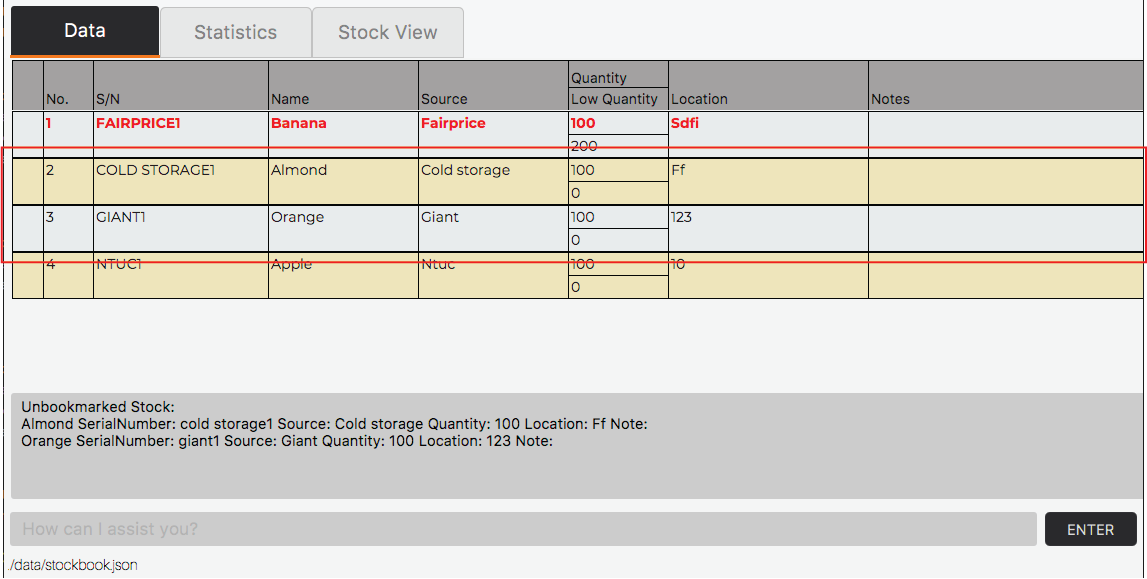 Data Statistics Stock View
Quantity
No. S/N Name Source Low Quantity Location Notes
1 FAIRPRICE1 Banana Fairprice 100 Sdfi
200
2 COLD STORAGE1 Almond Cold storage 100 Ff
0
3 GIANT1 Orange Giant 100 123
0
4 NTUC1 Apple Ntuc 100 10
0
Unbookmarked Stock:
Almond SerialNumber: cold storage1 Source: Cold storage Quantity: 100 Location: Ff Note:
Orange SerialNumber: giant1 Source: Giant Quantity: 100 Location: 123 Note:
How can I assist you? ENTER
./data/stockbook.json